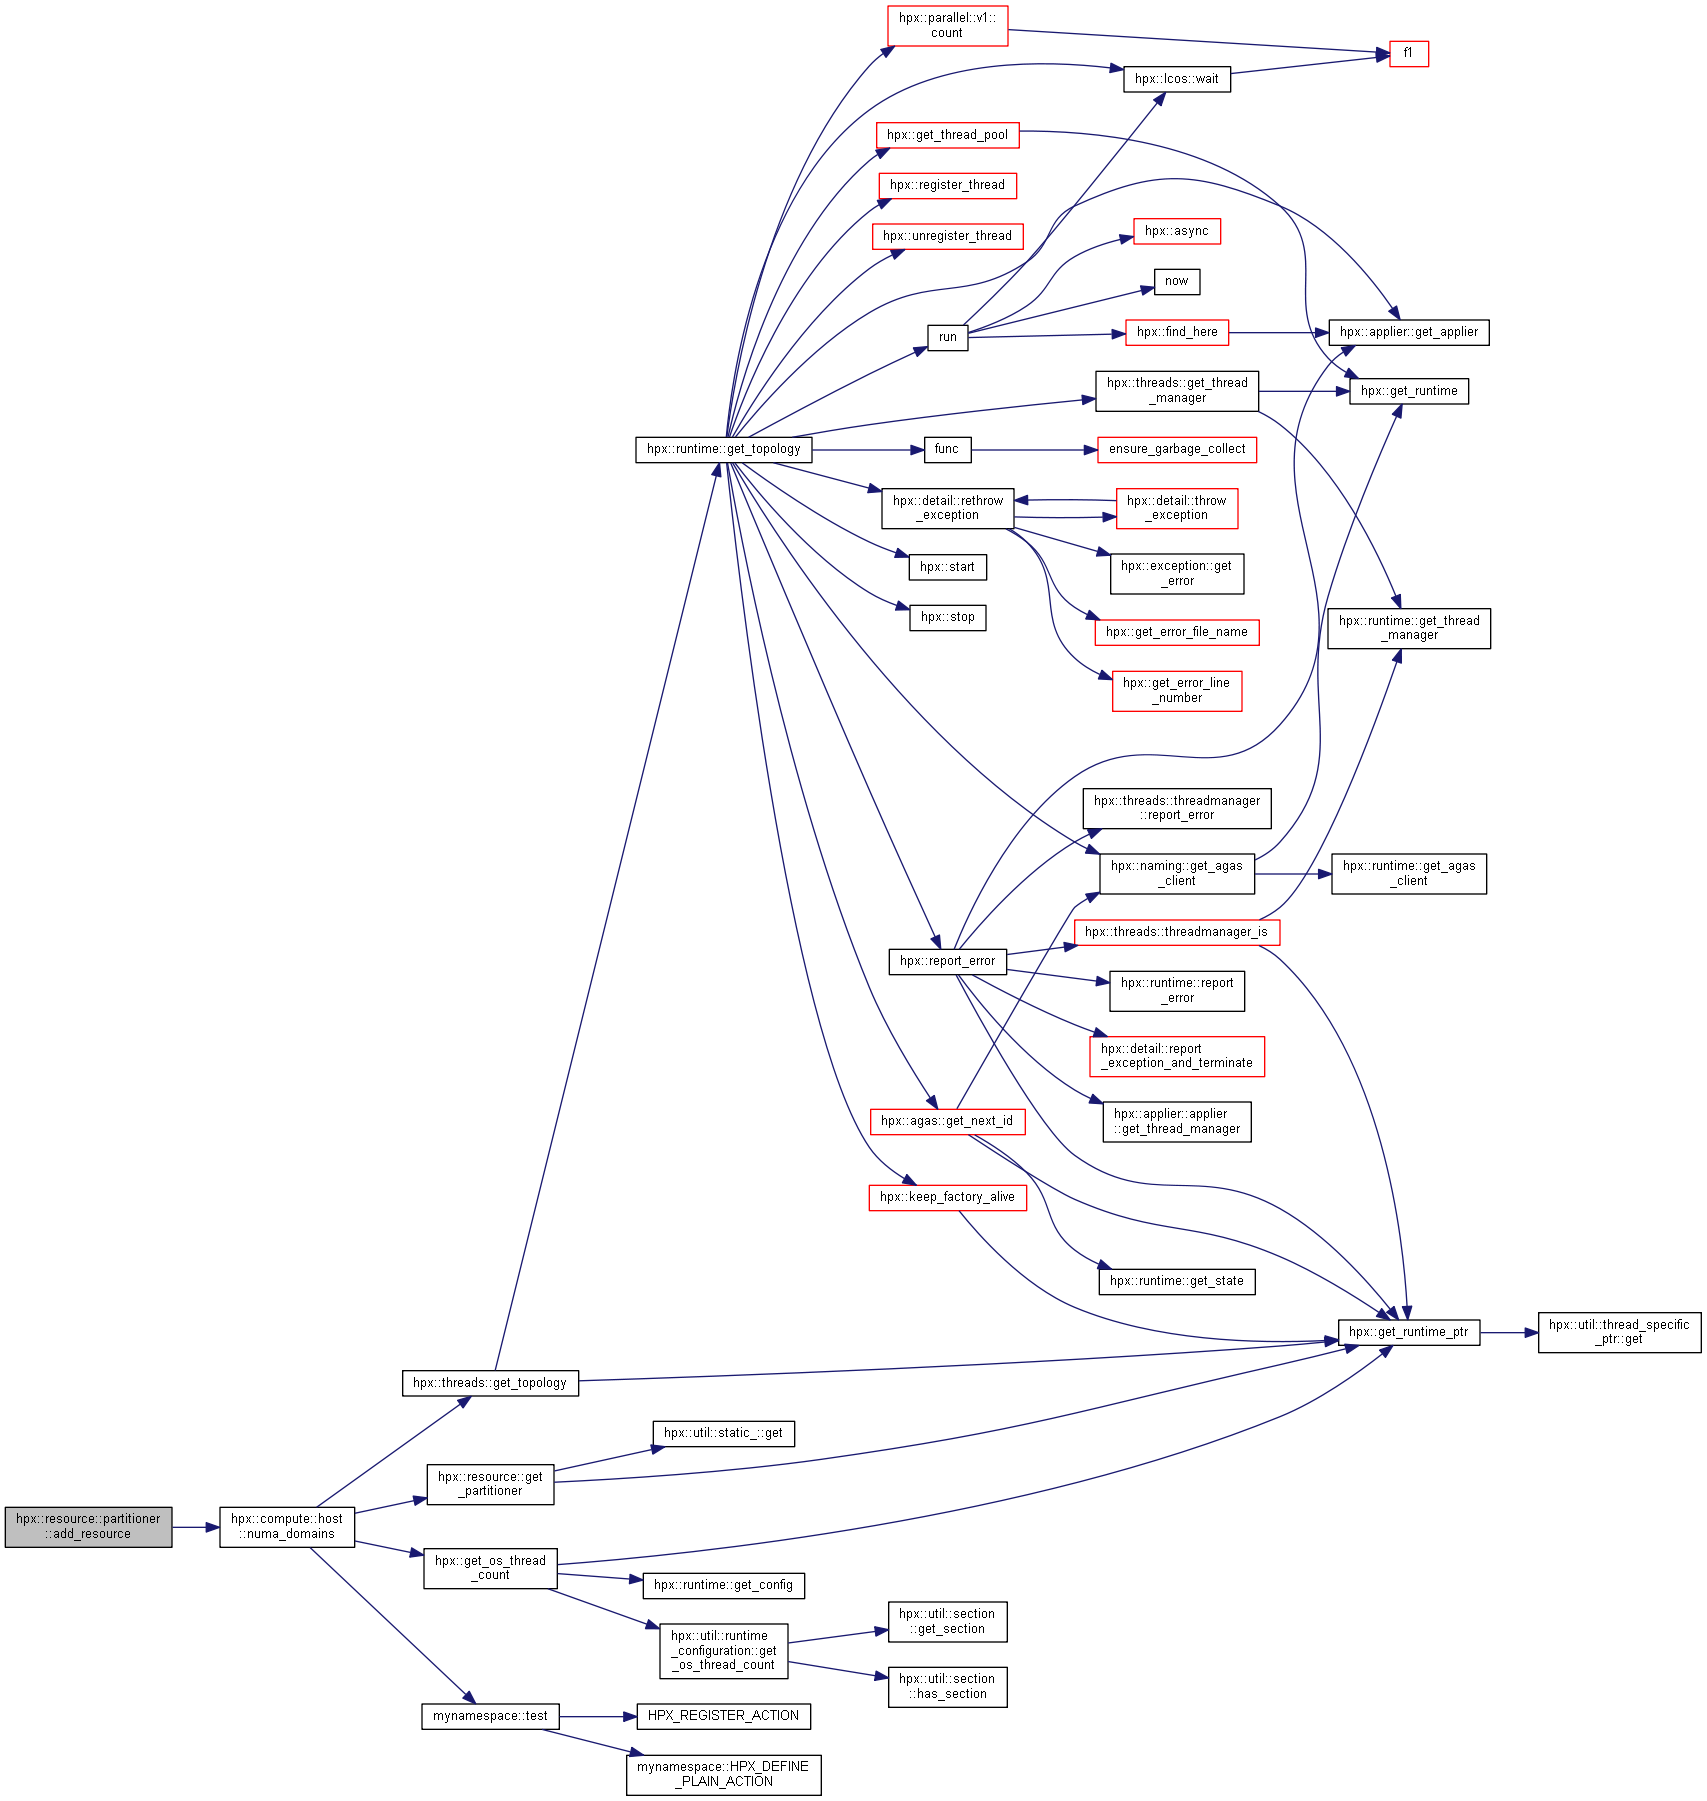 hpx::parallel::v1::
count
f1
hpx::lcos::wait
hpx::get_thread_pool
hpx::register_thread
hpx::unregister_thread
hpx::async
now
run
hpx::find_here
hpx::applier::get_applier
hpx::threads::get_thread
_manager
hpx::get_runtime
hpx::runtime::get_topology
func
ensure_garbage_collect
hpx::detail::rethrow
_exception
hpx::detail::throw
_exception
hpx::start
hpx::exception::get
_error
hpx::stop
hpx::get_error_file_name
hpx::runtime::get_thread
_manager
hpx::get_error_line
_number
hpx::threads::threadmanager
::report_error
hpx::naming::get_agas
_client
hpx::runtime::get_agas
_client
hpx::threads::threadmanager_is
hpx::report_error
hpx::runtime::report
_error
hpx::detail::report
_exception_and_terminate
hpx::agas::get_next_id
hpx::applier::applier
::get_thread_manager
hpx::keep_factory_alive
hpx::runtime::get_state
hpx::get_runtime_ptr
hpx::util::thread_specific
_ptr::get
hpx::threads::get_topology
hpx::util::static_::get
hpx::resource::get
_partitioner
hpx::resource::partitioner
::add_resource
hpx::compute::host
::numa_domains
hpx::get_os_thread
_count
hpx::runtime::get_config
hpx::util::runtime
_configuration::get
_os_thread_count
hpx::util::section
::get_section
hpx::util::section
::has_section
mynamespace::test
HPX_REGISTER_ACTION
mynamespace::HPX_DEFINE
_PLAIN_ACTION